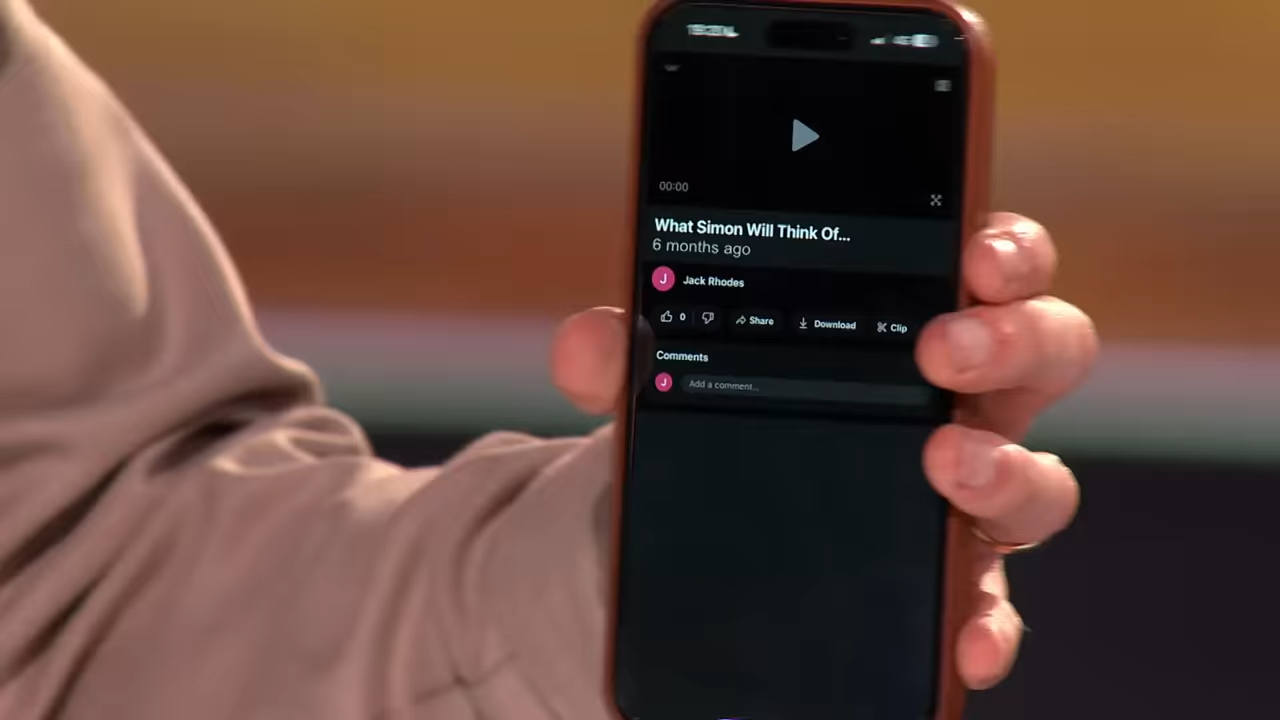 00:00
What Simon Will Think Of...
6 months ago
J Jack Rhodes
0 Share Download Clip
Comments
J Add a comment...